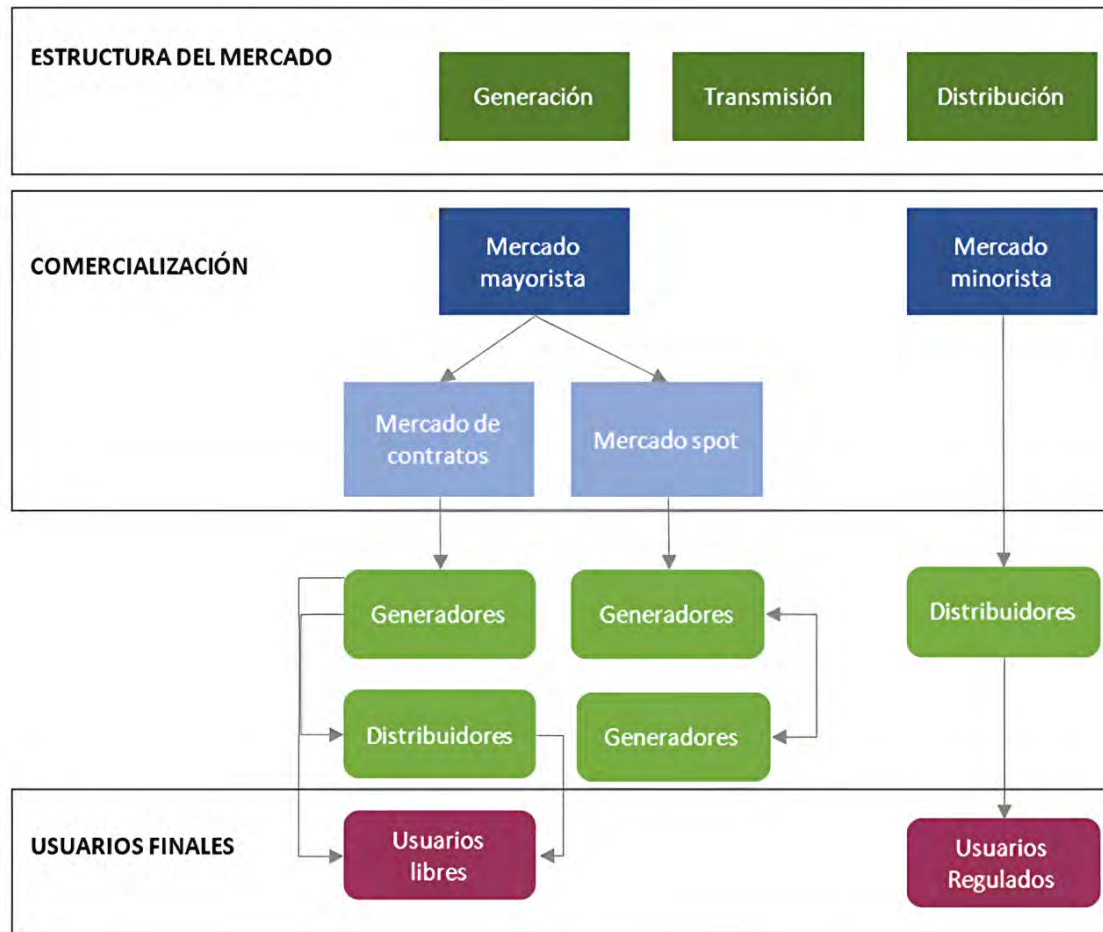 ESTRUCTURA DEL MERCADO
Generación
Transmisión
Distribución
COMERCIALIZACIÓN
Mercado
mayorista
Mercado
minorista
Mercado de
contratos
Mercado spot
Generadores
Generadores
Distribuidores
Distribuidores
Generadores
USUARIOS FINALES
Usuarios
libres
Usuarios
Regulados